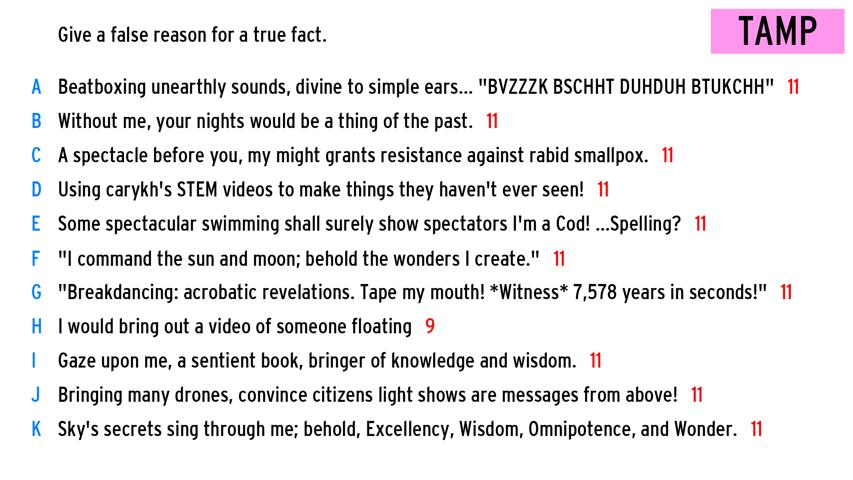 Give a false reason for a true fact.
TAMP
A Beatboxing unearthly sounds, divine to simple ears... "BVZZZK BSCHHT DUHDUH BTUKCHH" 11
B Without me, your nights would be a thing of the past. 11
C A spectacle before you, my might grants resistance against rabid smallpox. 11
D Using carykh's STEM videos to make things they haven't ever seen! 11
E Some spectacular swimming shall surely show spectators I'm a Cod! ...Spelling? 11
F "I command the sun and moon; behold the wonders I create." 11
G "Breakdancing: acrobatic revelations. Tape my mouth! *Witness* 7,578 years in seconds!" 11
H I would bring out a video of someone floating 9
I Gaze upon me, a sentient book, bringer of knowledge and wisdom. 11
J Bringing many drones, convince citizens light shows are messages from above! 11
K Sky's secrets sing through me; behold, Excellency, Wisdom, Omnipotence, and Wonder. 11